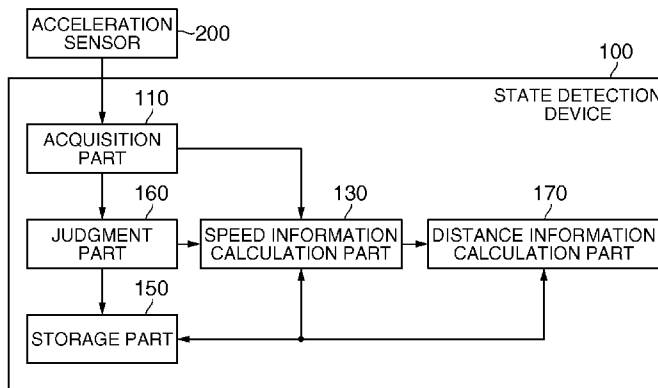 ACCELERATION
SENSOR
200
100
STATE DETECTION
DEVICE
110
ACQUISITION
PART
160
JUDGMENT
PART
130
SPEED INFORMATION
CALCULATION PART
170
DISTANCE INFORMATION
CALCULATION PART
150
STORAGE PART